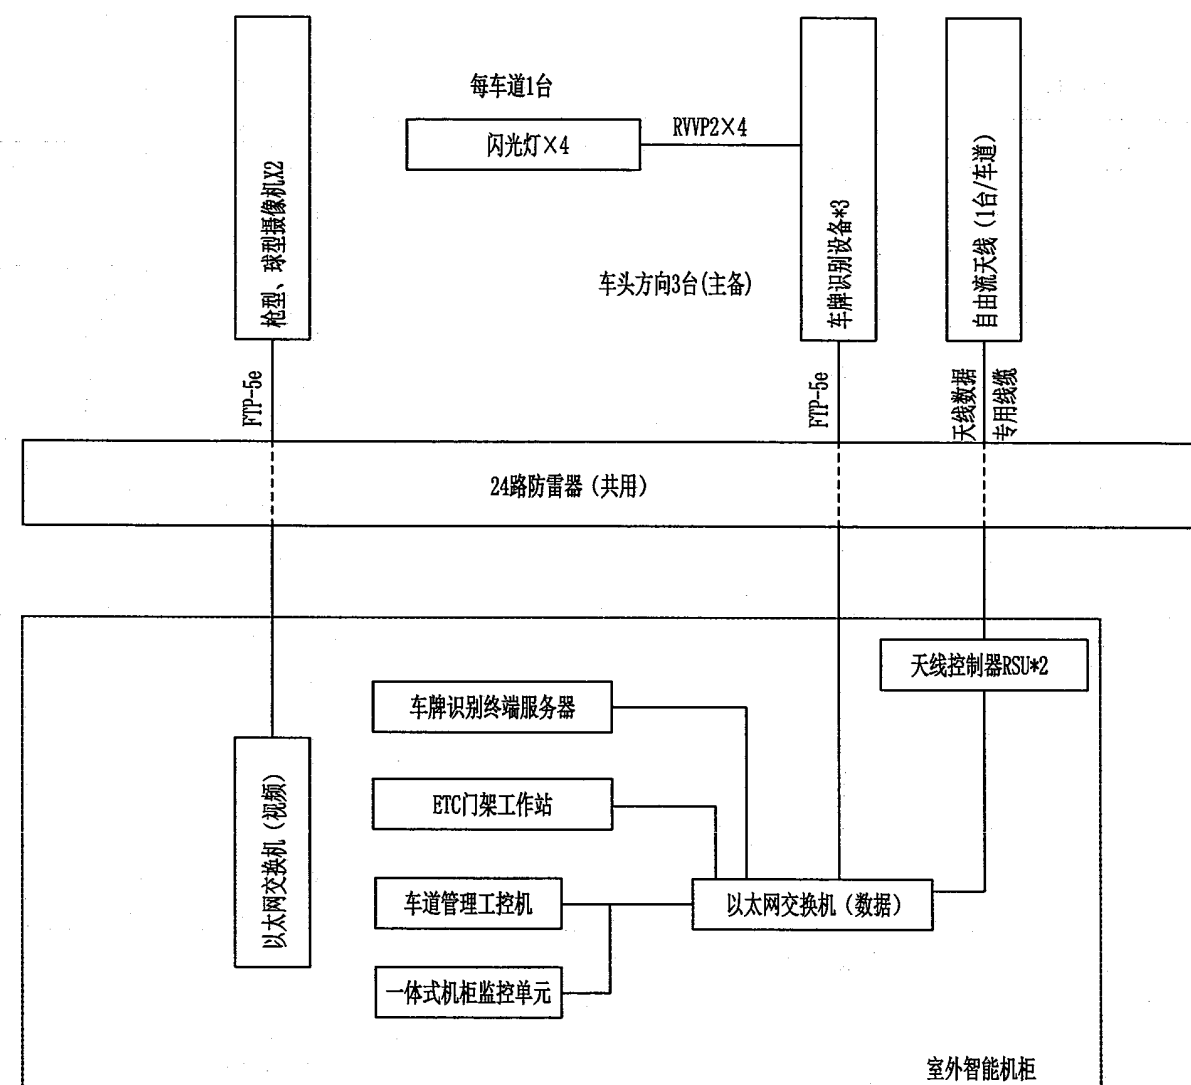 每车道1台
闪光灯×4
RVVP2×4
枪型、球型摄像机X2
车牌识别设备*3
自由流天线（1台/车道）
车头方向3台(主备)
FTP-5e
FTP-5e
天线数据
专用线缆
24路防雷器（共用）
天线控制器RSU*2
车牌识别终端服务器
以太网交换机（视频）
ETC门架工作站
车道管理工控机
以太网交换机（数据）
一体式机柜监控单元
室外智能机柜